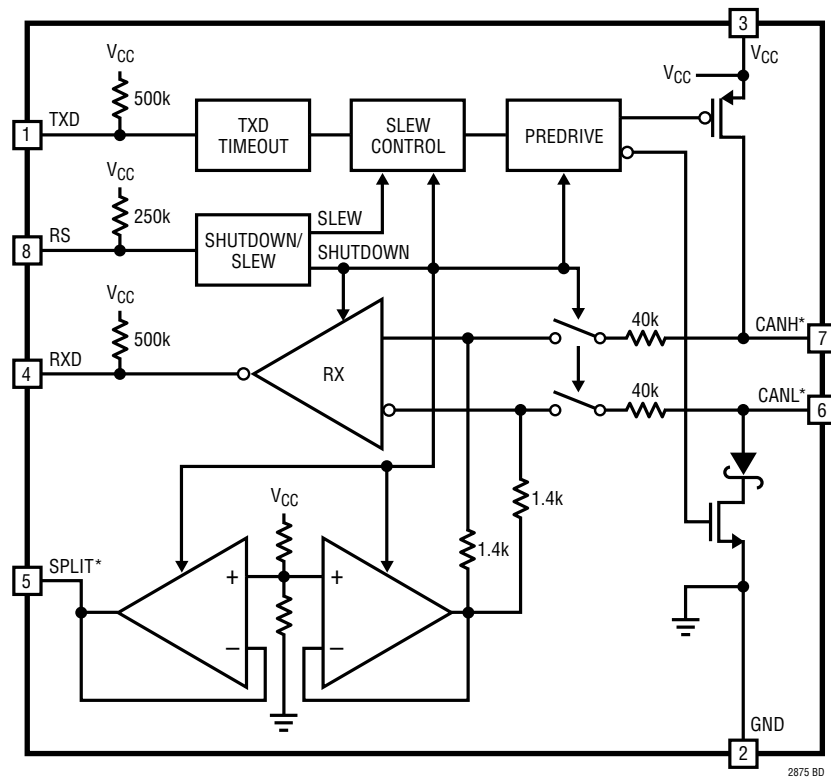 3
VCC
VCC
VCC
500k
1
TXD
TXD
TIMEOUT
SLEW
CONTROL
PREDRIVE
VCC
250k
8
RS
SHUTDOWN/
SLEW
SLEW
SHUTDOWN
VCC
500k
4
RXD
RX
40k
CANH*
7
40k
CANL*
6
1.4k
1.4k
VCC
5
SPLIT*
+
−
+
−
GND
2
2875 BD